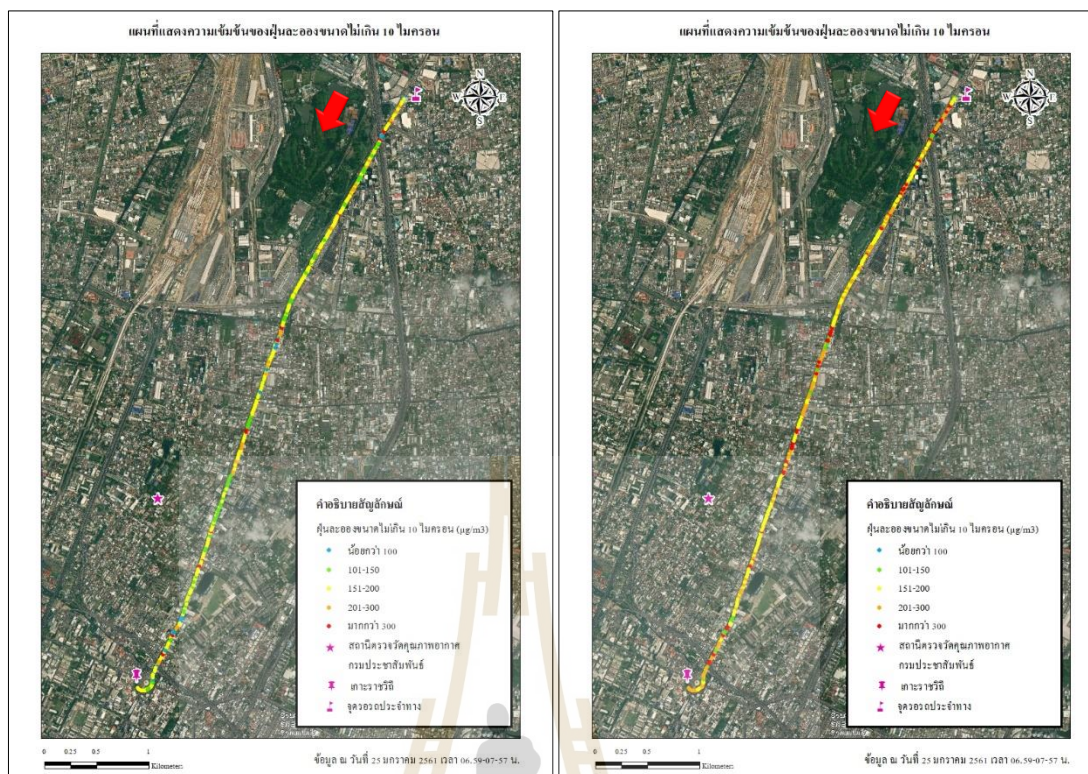 แผนที่แสดงความเข้มข้นของฝุ่นละอองขนาดไม่เกิน 10 ไมครอน
N
W E
S
คำอธิบายสัญลักษณ์
ฝุ่นละอองขนาดไม่เกิน 10 ไมครอน (µg/m3)
น้อยกว่า 100
101-150
151-200
201-300
มากกว่า 300
สถานีตรวจวัดคุณภาพอากาศ
กรมประชาสัมพันธ์
เกาะราชวิถี
จุดจอรถประจำทาง
0 0.25 0.5 1
Kilometer
ข้อมูล ณ วันที่ 25 มกราคม 2561 เวลา 06.59-07-57 น.
แผนที่แสดงความเข้มข้นของฝุ่นละอองขนาดไม่เกิน 10 ไมครอน
N
W E
S
คำอธิบายสัญลักษณ์
ฝุ่นละอองขนาดไม่เกิน 10 ไมครอน (µg/m3)
น้อยกว่า 100
101-150
151-200
201-300
มากกว่า 300
สถานีตรวจวัดคุณภาพอากาศ
กรมประชาสัมพันธ์
เกาะราชวิถี
จุดจอรถประจำทาง
0 0.25 0.5 1
Kilometer
ข้อมูล ณ วันที่ 25 มกราคม 2561 เวลา 06.59-07-57 น.